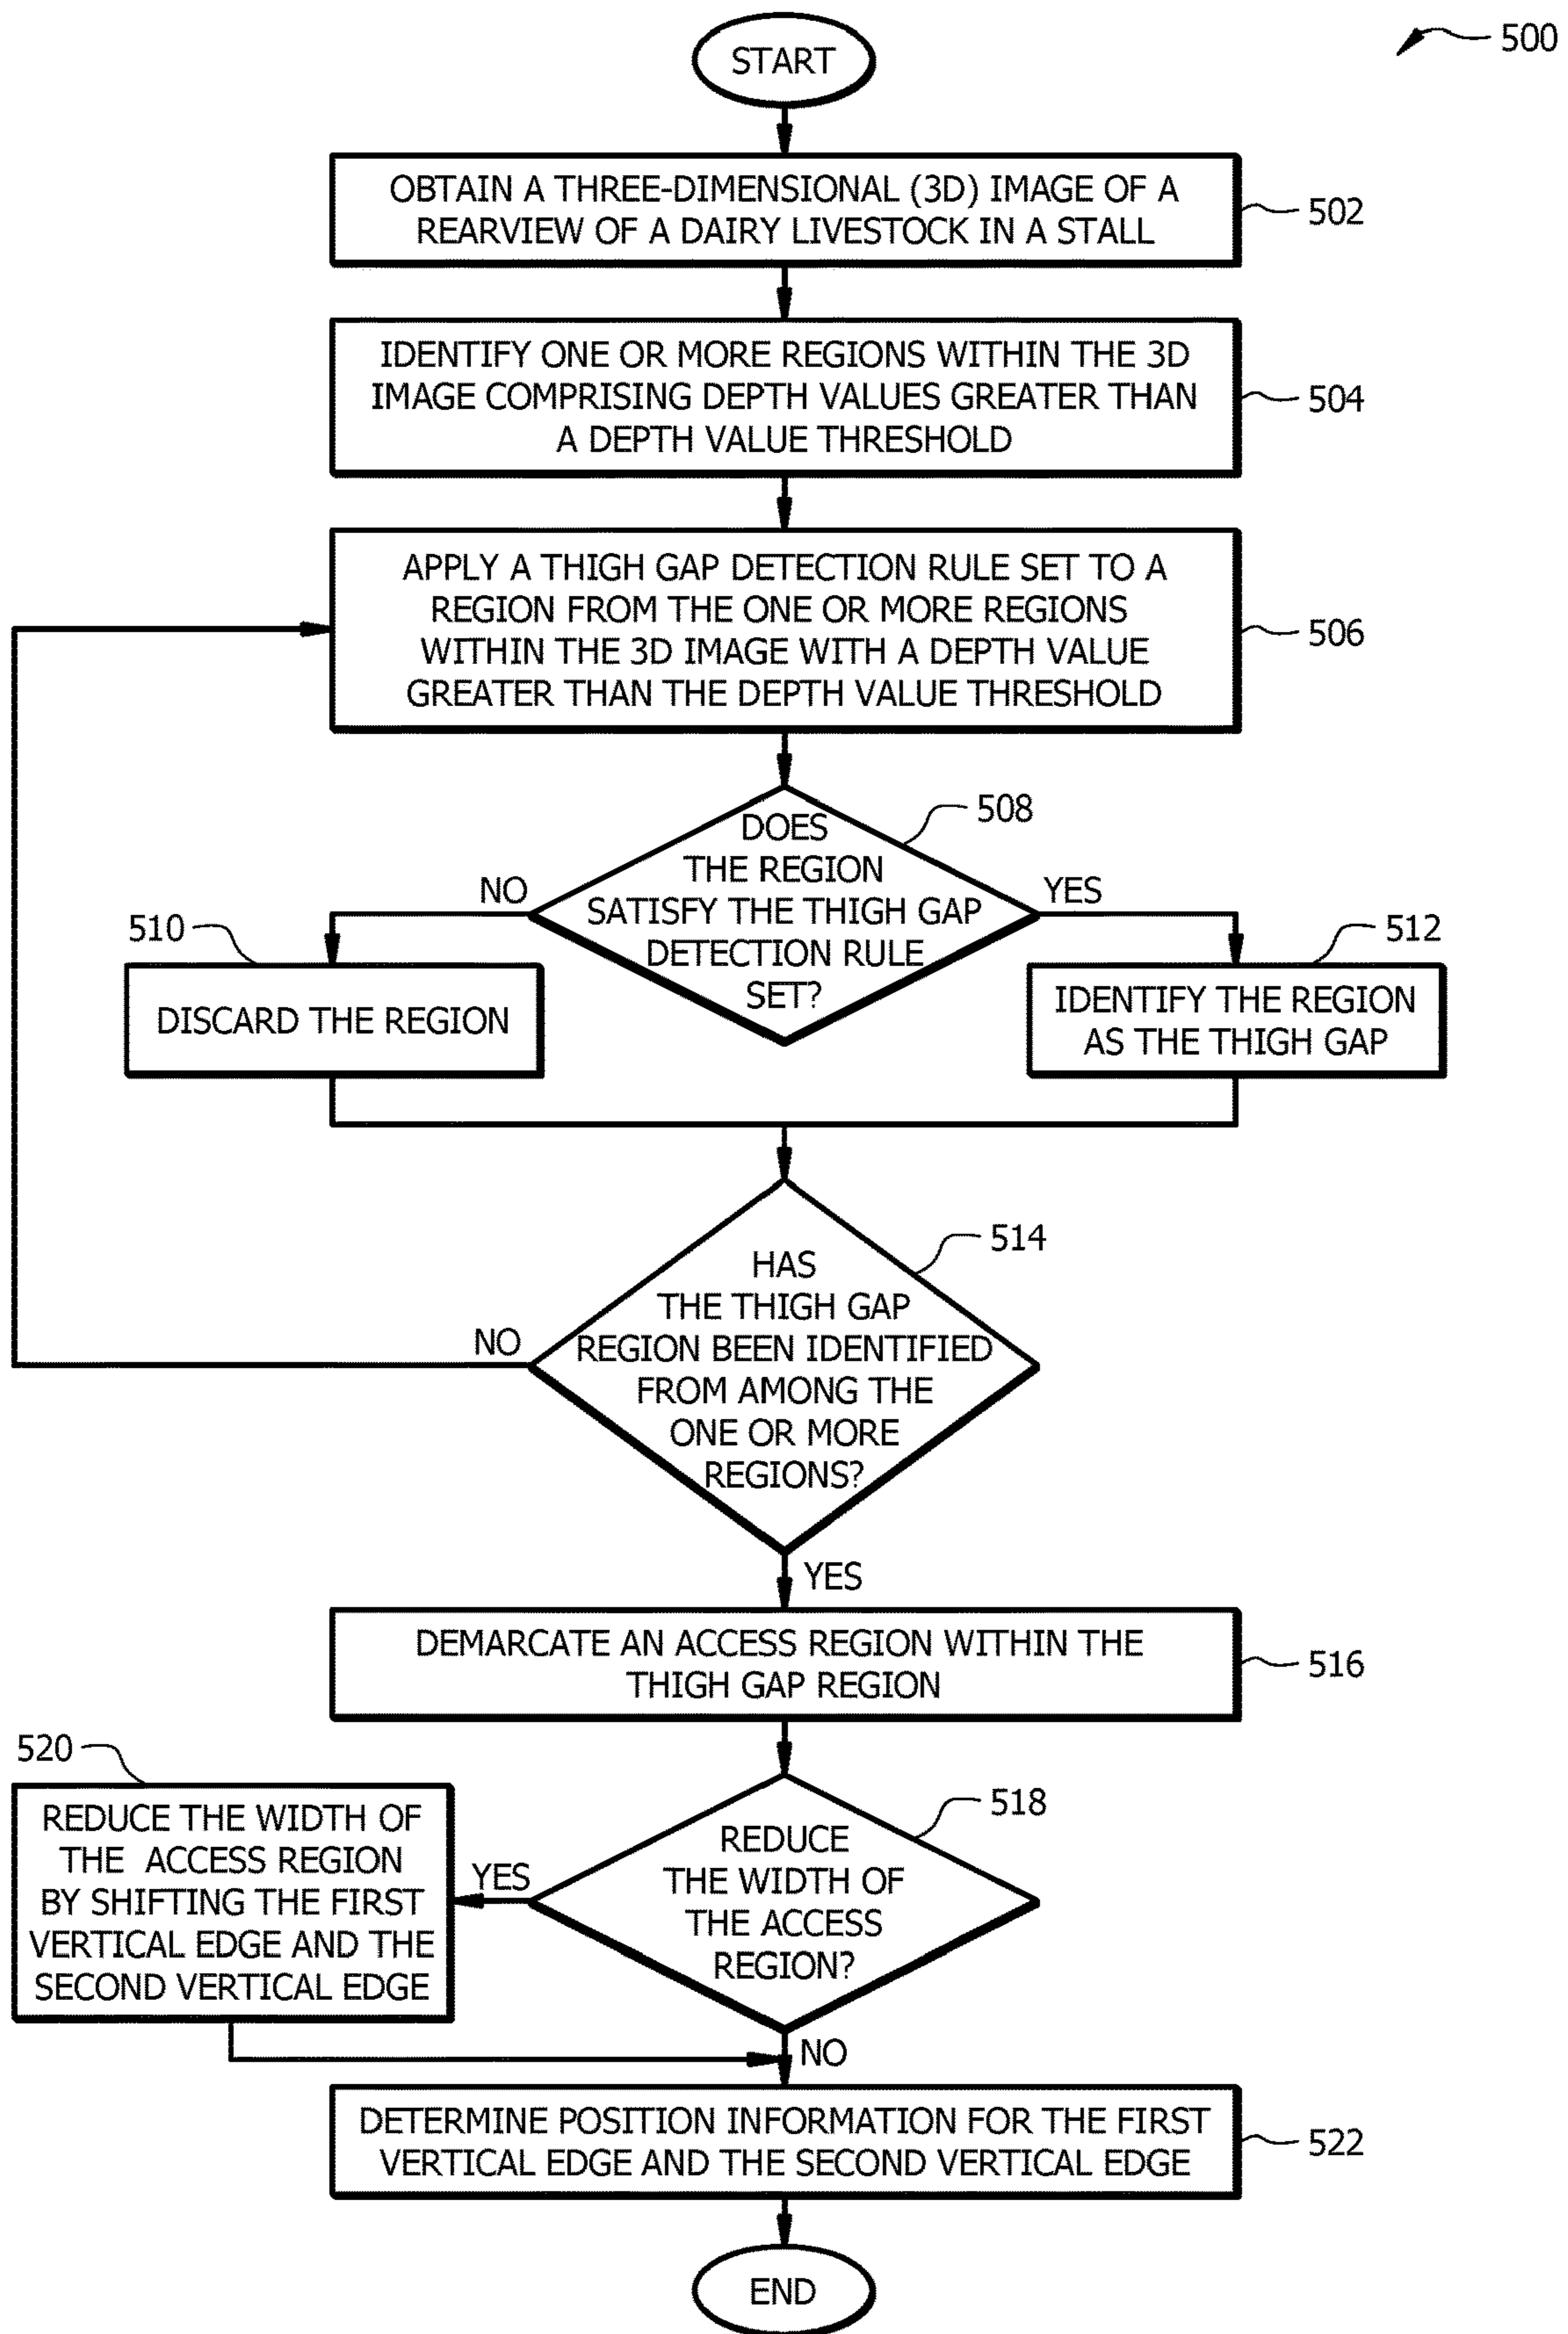 500
START
OBTAIN A THREE-DIMENSIONAL (3D) IMAGE OF A
REARVIEW OF A DAIRY LIVESTOCK IN A STALL
502
IDENTIFY ONE OR MORE REGIONS WITHIN THE 3D
IMAGE COMPRISING DEPTH VALUES GREATER THAN
A DEPTH VALUE THRESHOLD
504
APPLY A THIGH GAP DETECTION RULE SET TO A
REGION FROM THE ONE OR MORE REGIONS
WITHIN THE 3D IMAGE WITH A DEPTH VALUE
GREATER THAN THE DEPTH VALUE THRESHOLD
506
508
DOES
THE REGION
SATISFY THE THIGH GAP
DETECTION RULE
SET?
NO
YES
510
DISCARD THE REGION
512
IDENTIFY THE REGION
AS THE THIGH GAP
514
HAS
THE THIGH GAP
REGION BEEN IDENTIFIED
FROM AMONG THE
ONE OR MORE
REGIONS?
NO
YES
DEMARCATE AN ACCESS REGION WITHIN THE
THIGH GAP REGION
516
518
REDUCE
THE WIDTH OF
THE ACCESS
REGION?
YES
520
REDUCE THE WIDTH OF
THE ACCESS REGION
BY SHIFTING THE FIRST
VERTICAL EDGE AND THE
SECOND VERTICAL EDGE
NO
DETERMINE POSITION INFORMATION FOR THE FIRST
VERTICAL EDGE AND THE SECOND VERTICAL EDGE
522
END